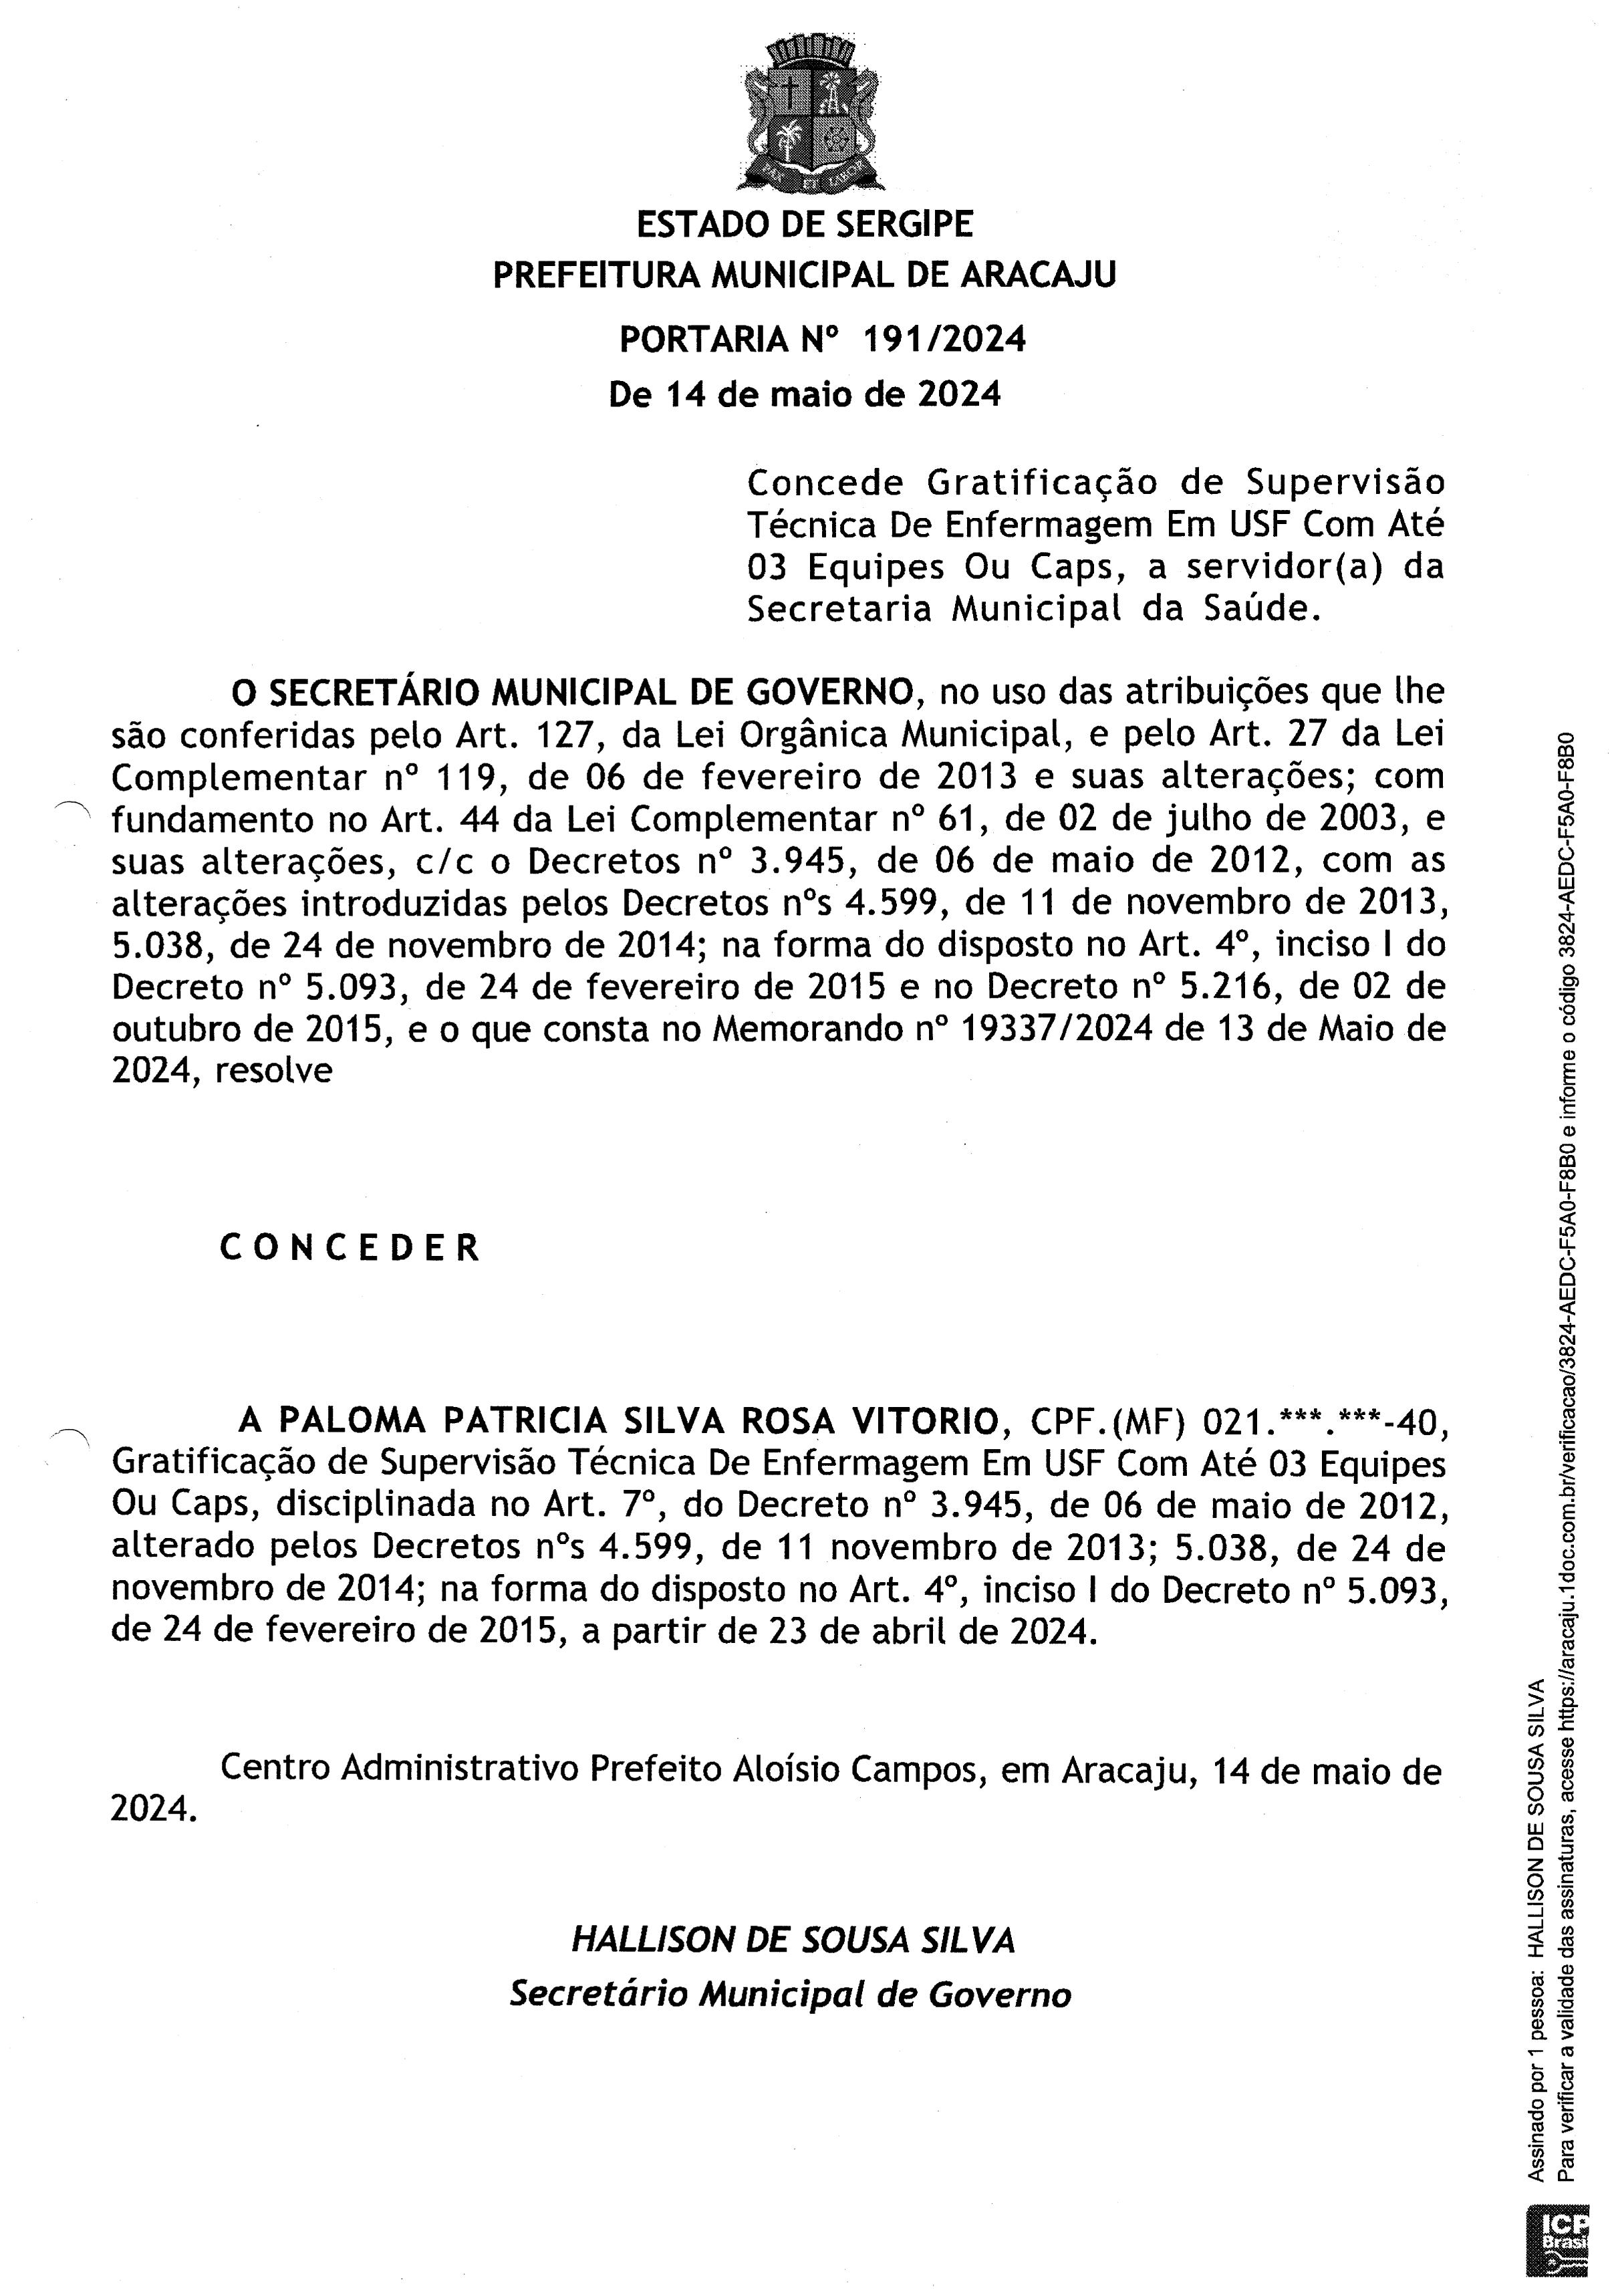 PAX ET LABOR
ESTADO DE SERGIPE
PREFEITURA MUNICIPAL DE ARACAJU
PORTARIA Nº 191/2024
De 14 de maio de 2024
Concede Gratificação de Supervisão
Técnica De Enfermagem Em USF Com Até
03 Equipes Ou Caps, a servidor(a) da
Secretaria Municipal da Saúde.
O SECRETÁRIO MUNICIPAL DE GOVERNO, no uso das atribuições que lhe
são conferidas pelo Art. 127, da Lei Orgânica Municipal, e pelo Art. 27 da Lei
Complementar nº 119, de 06 de fevereiro de 2013 e suas alterações; com
fundamento no Art. 44 da Lei Complementar nº 61, de 02 de julho de 2003, e
suas alterações, c/c o Decretos nº 3.945, de 06 de maio de 2012, com as
alterações introduzidas pelos Decretos nºs 4.599, de 11 de novembro de 2013,
5.038, de 24 de novembro de 2014; na forma do disposto no Art. 4º, inciso I do
Decreto nº 5.093, de 24 de fevereiro de 2015 e no Decreto nº 5.216, de 02 de
outubro de 2015, e o que consta no Memorando nº 19337/2024 de 13 de Maio de
2024, resolve
C O N C E D E R
A PALOMA PATRICIA SILVA ROSA VITORIO, CPF.(MF) 021.***.***-40,
Gratificação de Supervisão Técnica De Enfermagem Em USF Com Até 03 Equipes
Ou Caps, disciplinada no Art. 7º, do Decreto nº 3.945, de 06 de maio de 2012,
alterado pelos Decretos nºs 4.599, de 11 novembro de 2013; 5.038, de 24 de
novembro de 2014; na forma do disposto no Art. 4º, inciso I do Decreto nº 5.093,
de 24 de fevereiro de 2015, a partir de 23 de abril de 2024.
Centro Administrativo Prefeito Aloísio Campos, em Aracaju, 14 de maio de
2024.
HALLISON DE SOUSA SILVA
Secretário Municipal de Governo
Assinado por 1 pessoa: HALLISON DE SOUSA SILVA
Para verificar a validade das assinaturas, acesse https://aracaju.1doc.com.br/verificacao/3824-AEDC-F5A0-F8B0 e informe o código 3824-AEDC-F5A0-F8B0
ICP
Brasil